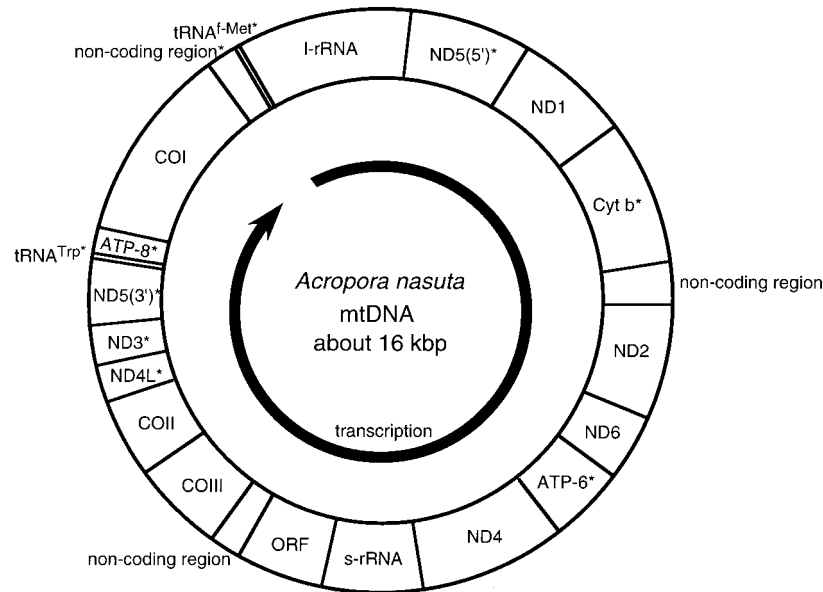 tRNAf-Met*
non-coding region*
l-rRNA
ND5(5')*
ND1
Cyt b*
non-coding region
ND2
ND6
ATP-6*
ND4
s-rRNA
ORF
non-coding region
COIII
COII
ND4L*
ND3*
ND5(3')*
tRNATrp*
ATP-8*
COI
Acropora nasuta
mtDNA
about 16 kbp
transcription